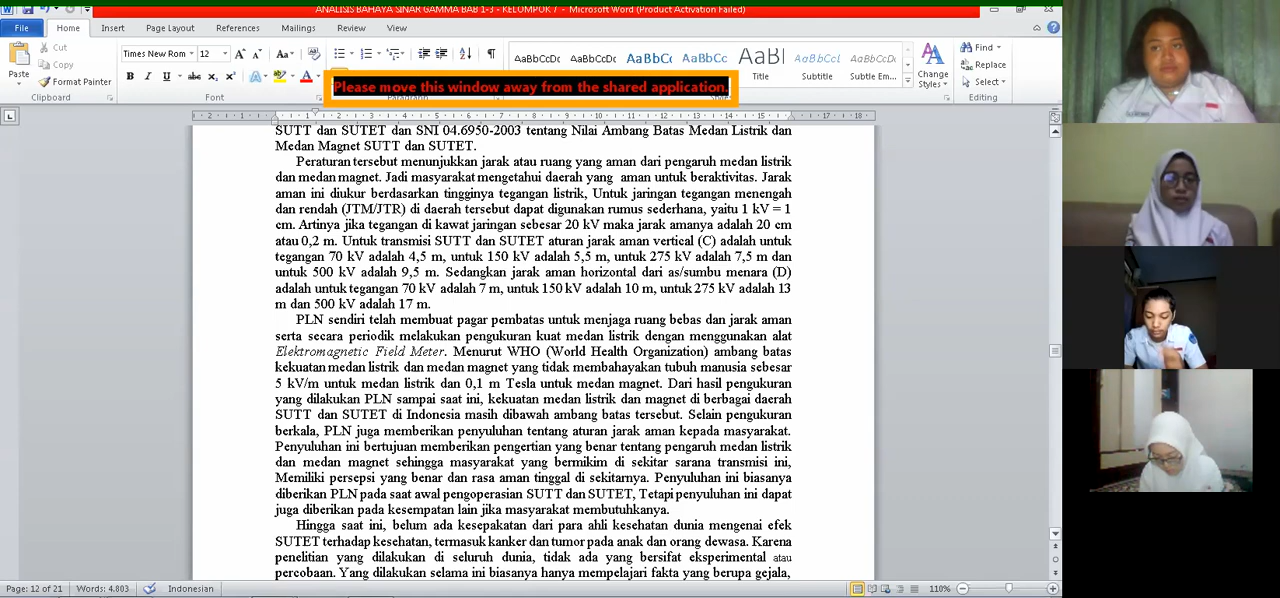 ANALISIS BAHAYA SINAR GAMMA BAB 1-3 - KELOMPOK 7 - Microsoft Word (Product Activation Failed)
File Home Insert Page Layout References Mailings Review View
Paste
Cut
Copy
Format Painter
Clipboard
Times New Rom 12
Font
Paragraph
AaBbCcDc AaBbCcDc AaBbC AaBbCc AaB AaBbCcL AaBbCcDc
Title Subtitle Subtle Em...
Change Styles
Find
Replace
Select
Editing
Please move this window away from the shared application.
SUTT dan SUTET dan SNI 04.6950-2003 tentang Nilai Ambang Batas Medan Listrik dan
Medan Magnet SUTT dan SUTET.
Peraturan tersebut menunjukkan jarak atau ruang yang aman dari pengaruh medan listrik
dan medan magnet. Jadi masyarakat mengetahui daerah yang aman untuk beraktivitas. Jarak
aman ini diukur berdasarkan tingginya tegangan listrik, Untuk jaringan tegangan menengah
dan rendah (JTM/JTR) di daerah tersebut dapat digunakan rumus sederhana, yaitu 1 kV = 1
cm. Artinya jika tegangan di kawat jaringan sebesar 20 kV maka jarak amanya adalah 20 cm
atau 0,2 m. Untuk transmisi SUTT dan SUTET aturan jarak aman vertical (C) adalah untuk
tegangan 70 kV adalah 4,5 m, untuk 150 kV adalah 5,5 m, untuk 275 kV adalah 7,5 m dan
untuk 500 kV adalah 9,5 m. Sedangkan jarak aman horizontal dari as/sumbu menara (D)
adalah untuk tegangan 70 kV adalah 7 m, untuk 150 kV adalah 10 m, untuk 275 kV adalah 13
m dan 500 kV adalah 17 m.
PLN sendiri telah membuat pagar pembatas untuk menjaga ruang bebas dan jarak aman
serta secara periodik melakukan pengukuran kuat medan listrik dengan menggunakan alat
Elektromagnetic Field Meter. Menurut WHO (World Health Organization) ambang batas
kekuatan medan listrik dan medan magnet yang tidak membahayakan tubuh manusia sebesar
5 kV/m untuk medan listrik dan 0,1 m Tesla untuk medan magnet. Dari hasil pengukuran
yang dilakukan PLN sampai saat ini, kekuatan medan listrik dan magnet di berbagai daerah
SUTT dan SUTET di Indonesia masih dibawah ambang batas tersebut. Selain pengukuran
berkala, PLN juga memberikan penyuluhan tentang aturan jarak aman kepada masyarakat.
Penyuluhan ini bertujuan memberikan pengertian yang benar tentang pengaruh medan listrik
dan medan magnet sehingga masyarakat yang bermikim di sekitar sarana transmisi ini,
Memiliki persepsi yang benar dan rasa aman tinggal di sekitarnya. Penyuluhan ini biasanya
diberikan PLN pada saat awal pengoperasian SUTT dan SUTET, Tetapi penyuluhan ini dapat
juga diberikan pada kesempatan lain jika masyarakat membutuhkanya.
Hingga saat ini, belum ada kesepakatan dari para ahli kesehatan dunia mengenai efek
SUTET terhadap kesehatan, termasuk kanker dan tumor pada anak dan orang dewasa. Karena
penelitian yang dilakukan di seluruh dunia, tidak ada yang bersifat eksperimental atau
percobaan. Yang dilakukan selama ini biasanya hanya mempelajari fakta yang berupa gejala,
Page: 12 of 21 Words: 4.803 Indonesian 110%